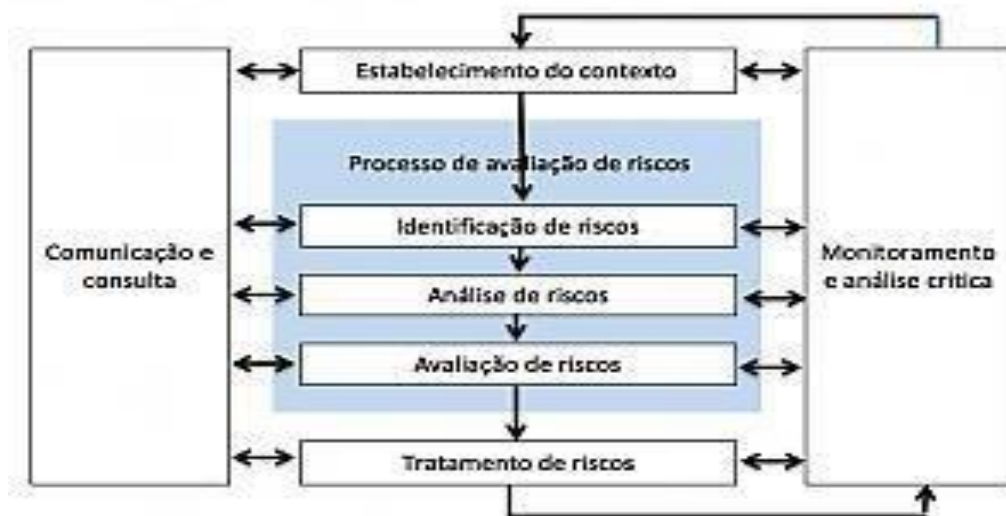 Estabelecimento do contexto
Processo de avaliação de riscos
Identificação de riscos
Comunicação e
consulta
Análise de riscos
Monitoramento
e análise crítica
Avaliação de riscos
Tratamento de riscos